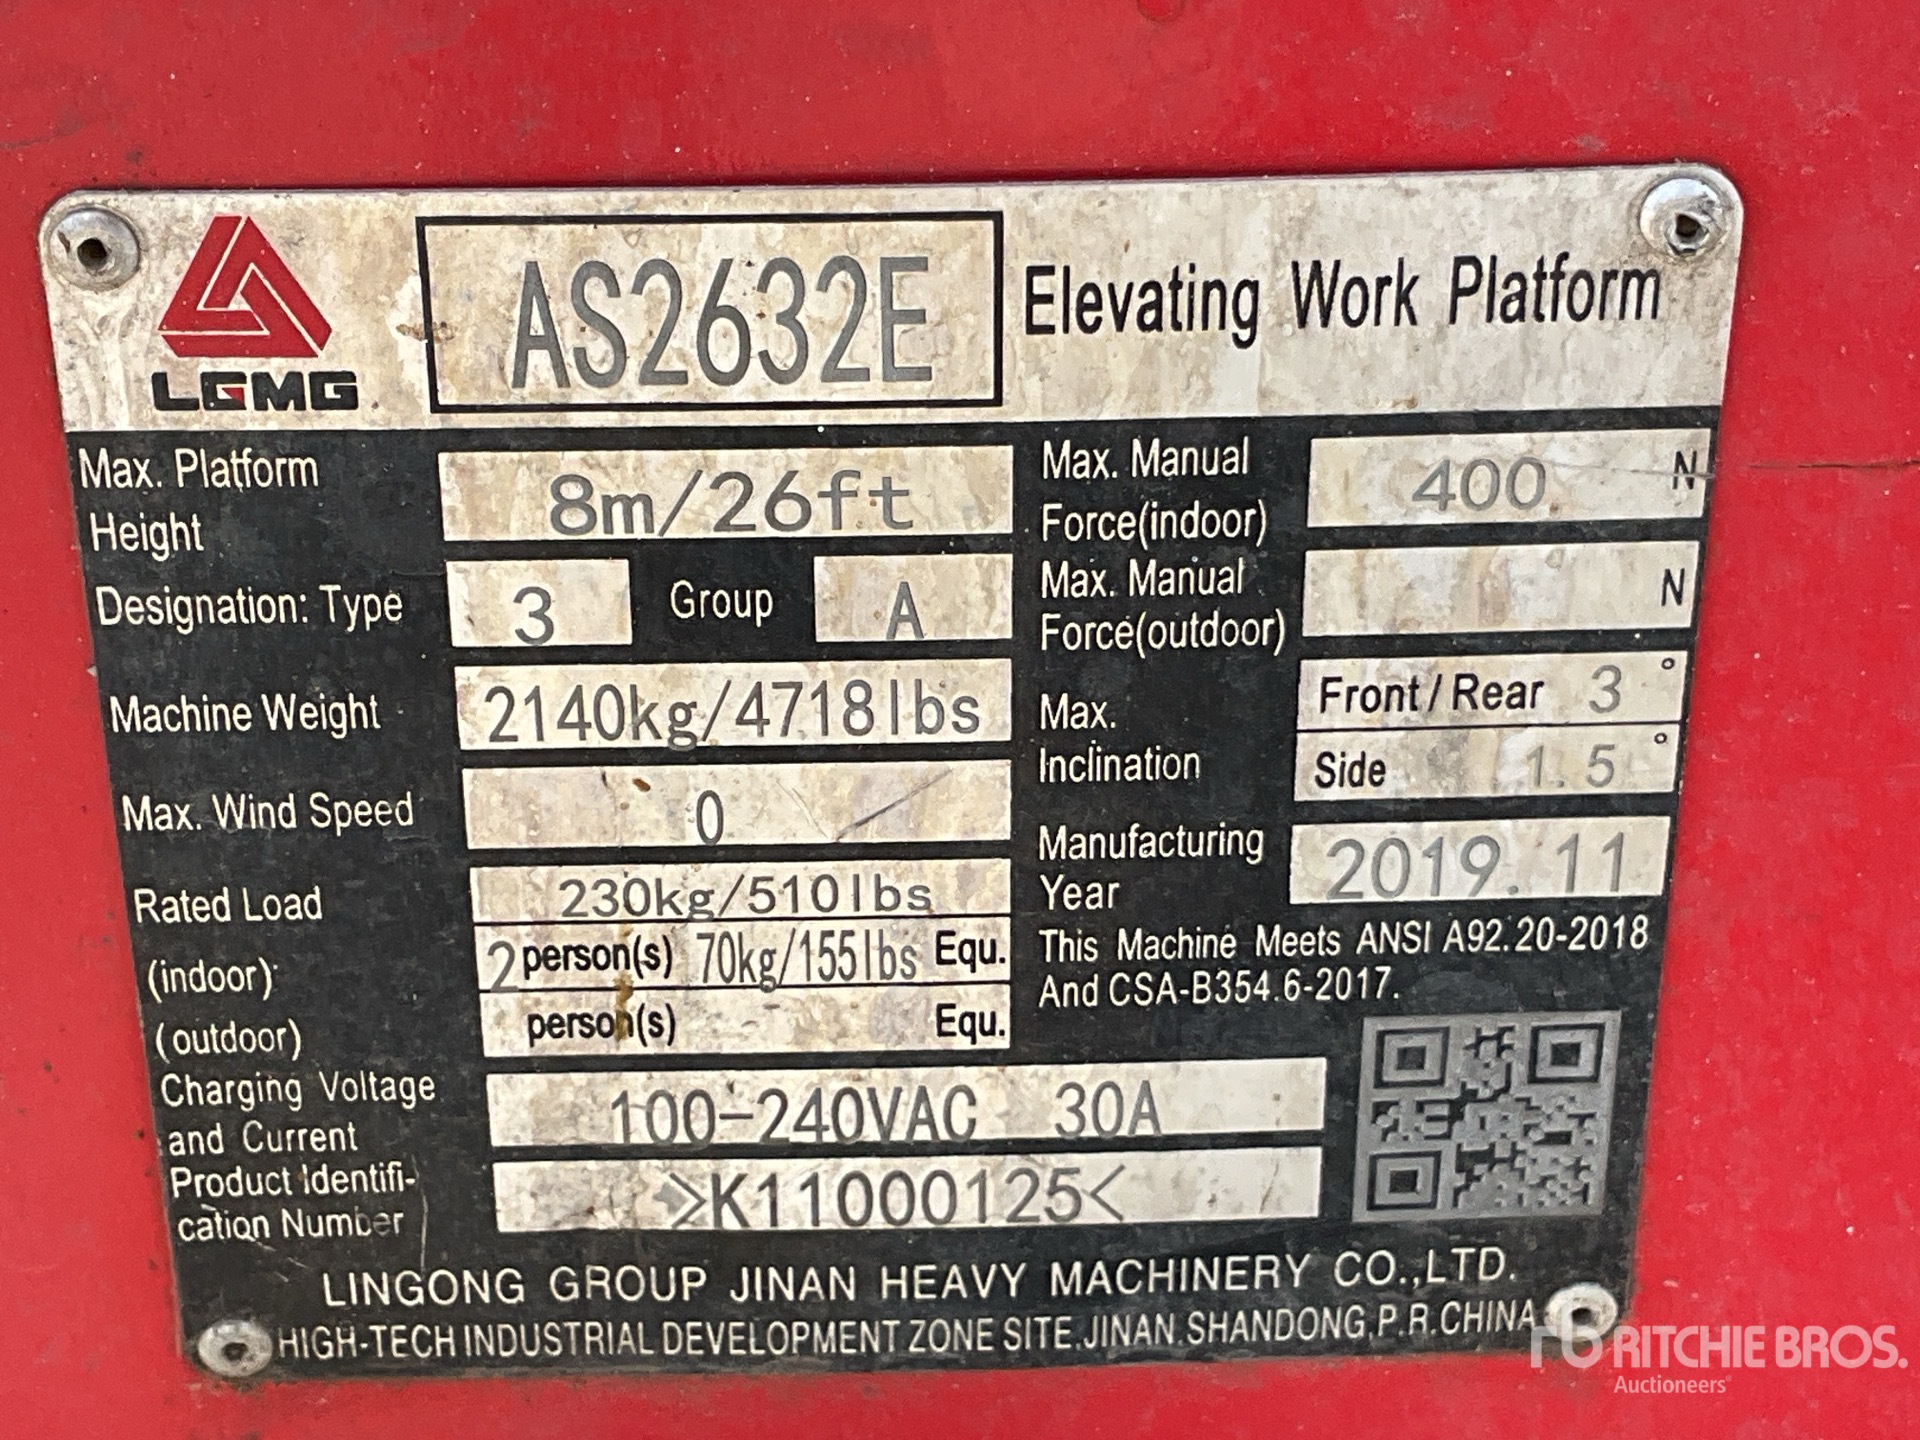 LGMG
AS2632E
Elevating Work Platform
Max. Platform Height
8m/26ft
Designation: Type 3 Group A
Machine Weight
2140kg/4718lbs
Max. Wind Speed
0
Rated Load
230kg/510lbs
(indoor)
2 person(s) 70kg/155lbs Equ.
(outdoor)
person(s) Equ.
Max. Manual Force(indoor)
400 N
Max. Manual Force(outdoor)
N
Max. Inclination
Front/Rear 3°
Side 1.5°
Manufacturing Year
2019.11
This Machine Meets ANSI A92.20-2018
And CSA-B354.6-2017.
Charging Voltage and Current
100-240VAC 30A
Product Identifi-
cation Number
>K11000125<
LINGONG GROUP JINAN HEAVY MACHINERY CO.,LTD.
HIGH-TECH INDUSTRIAL DEVELOPMENT ZONE SITE.JINAN.SHANDONG,P.R.CHINA
rb RITCHIE BROS.
Auctioneers